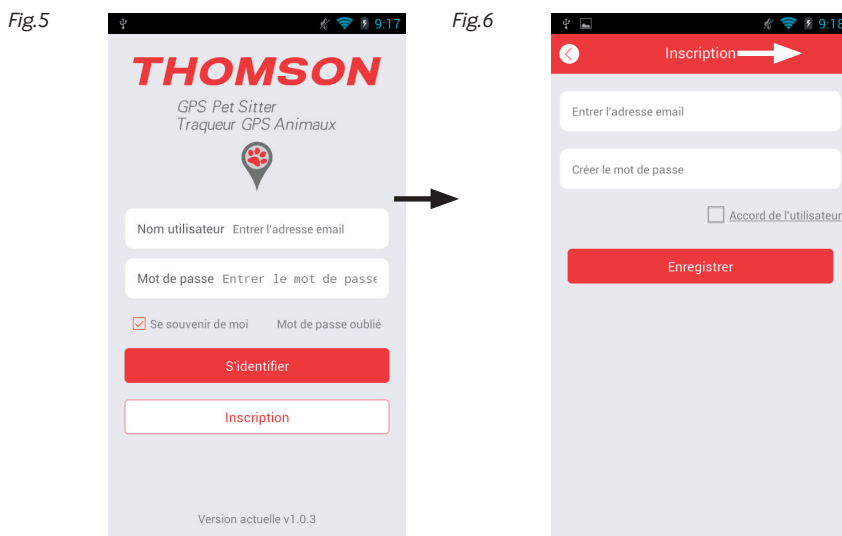 Fig.5
9:17
THOMSON
GPS Pet Sitter
Traqueur GPS Animaux
Nom utilisateur Entrer l'adresse email
Mot de passe Entrer le mot de passe
Se souvenir de moi Mot de passe oublié
S'identifier
Inscription
Version actuelle v1.0.3
Fig.6
9:18
Inscription
Entrer l'adresse email
Créer le mot de passe
Accord de l'utilisateur
Enregistrer